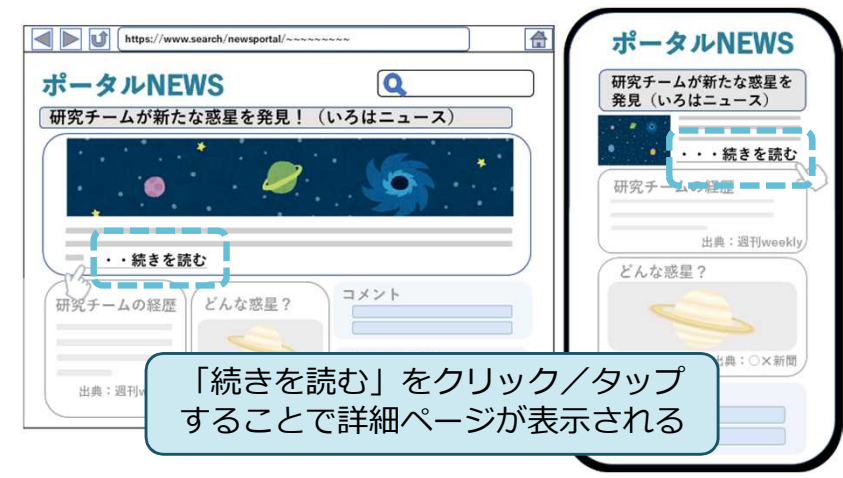 https://www.search/newsportal/~~~~~~~~~
ポータルNEWS
研究チームが新たな惑星を発見！（いろはニュース）
・・続きを読む
研究チームの経歴
出典：週刊w
どんな惑星？
コメント
ポータルNEWS
研究チームが新たな惑星を
発見（いろはニュース）
・・・続きを読む
研究チームの経歴
出典：週刊weekly
どんな惑星？
出典：○×新聞
「続きを読む」をクリック／タップ
することで詳細ページが表示される